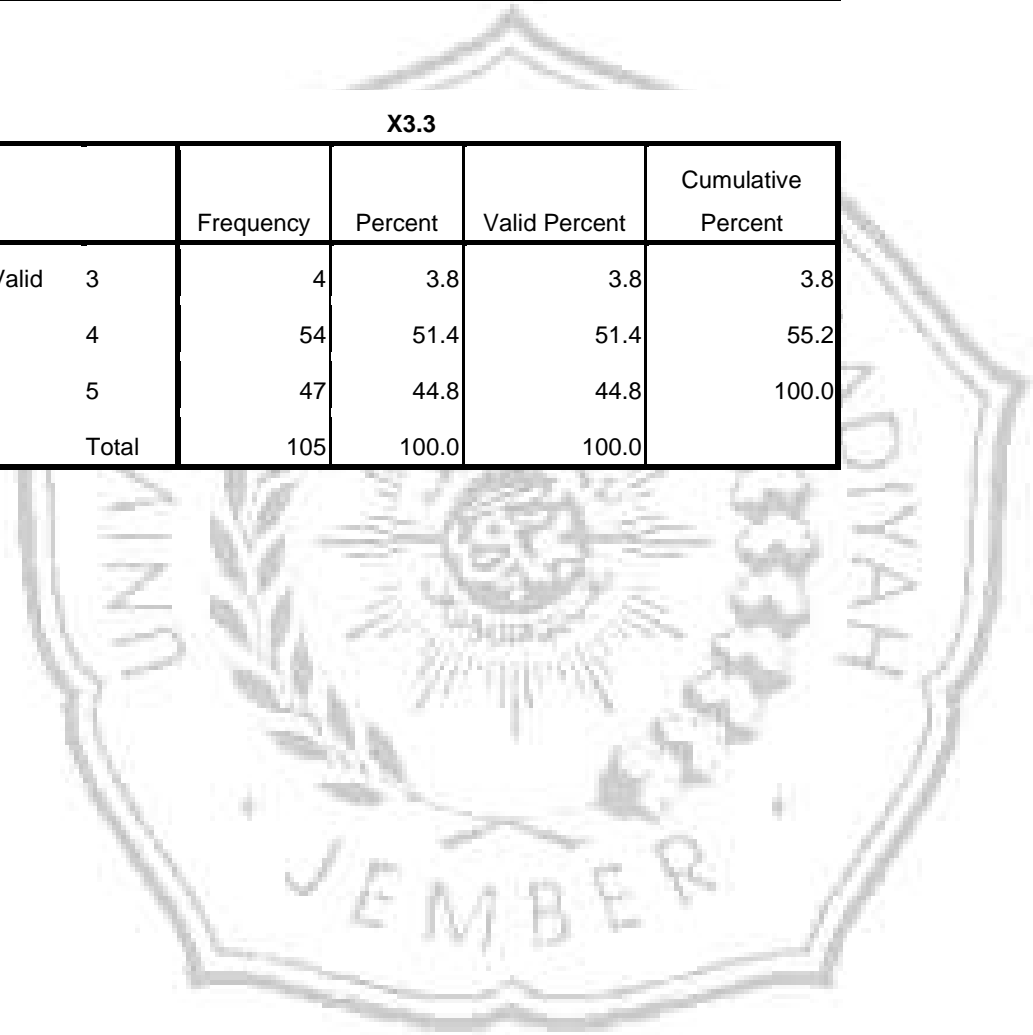 X3.3
Frequency Percent Valid Percent Cumulative Percent
Valid 3 4 3.8 3.8 3.8
4 54 51.4 51.4 55.2
5 47 44.8 44.8 100.0
Total 105 100.0 100.0
JEMBER